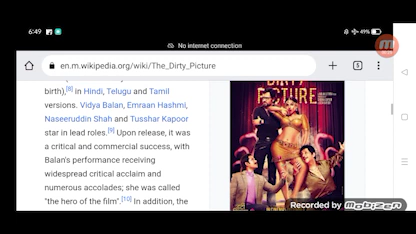 6:49
49%
No internet connection
en.m.wikipedia.org/wiki/The_Dirty_Picture
5
birth).[8] In Hindi, Telugu and Tamil
versions. Vidya Balan, Emraan Hashmi,
Naseeruddin Shah and Tusshar Kapoor
star in lead roles.[9] Upon release, it was
a critical and commercial success, with
Balan's performance receiving
widespread critical acclaim and
numerous accolades; she was called
"the hero of the film".[10] In addition, the
PICTURE
Recorded by MOBIZEN